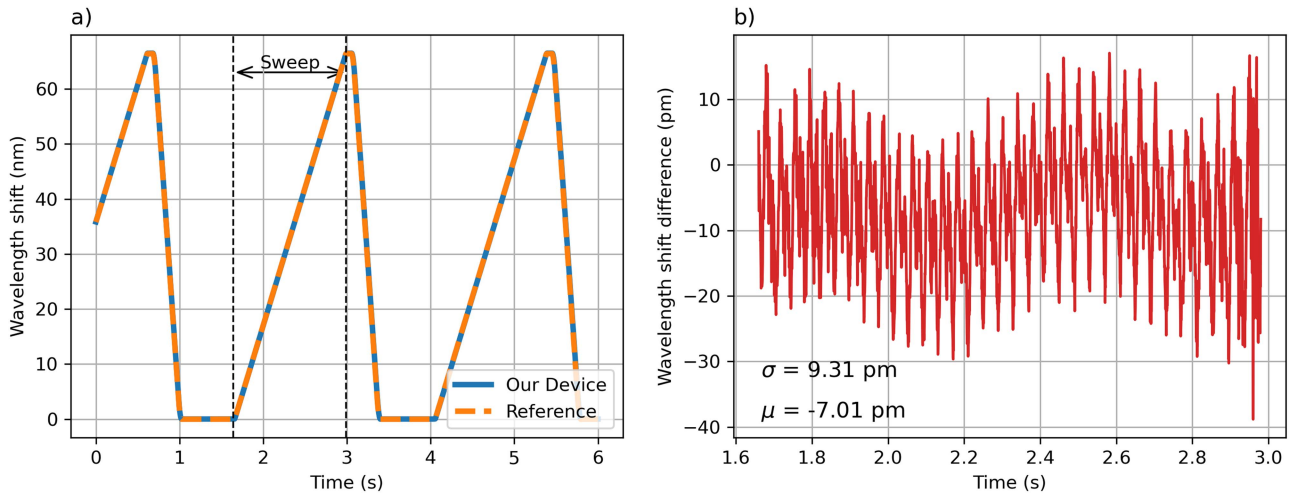 a)
Wavelength shift (nm)
60
50
40
30
20
10
0
Sweep
Our Device
Reference
0 1 2 3 4 5 6
Time (s)
b)
Wavelength shift difference (pm)
10
0
−10
−20
−30
−40
σ = 9.31 pm
μ = -7.01 pm
1.6 1.8 2.0 2.2 2.4 2.6 2.8 3.0
Time (s)